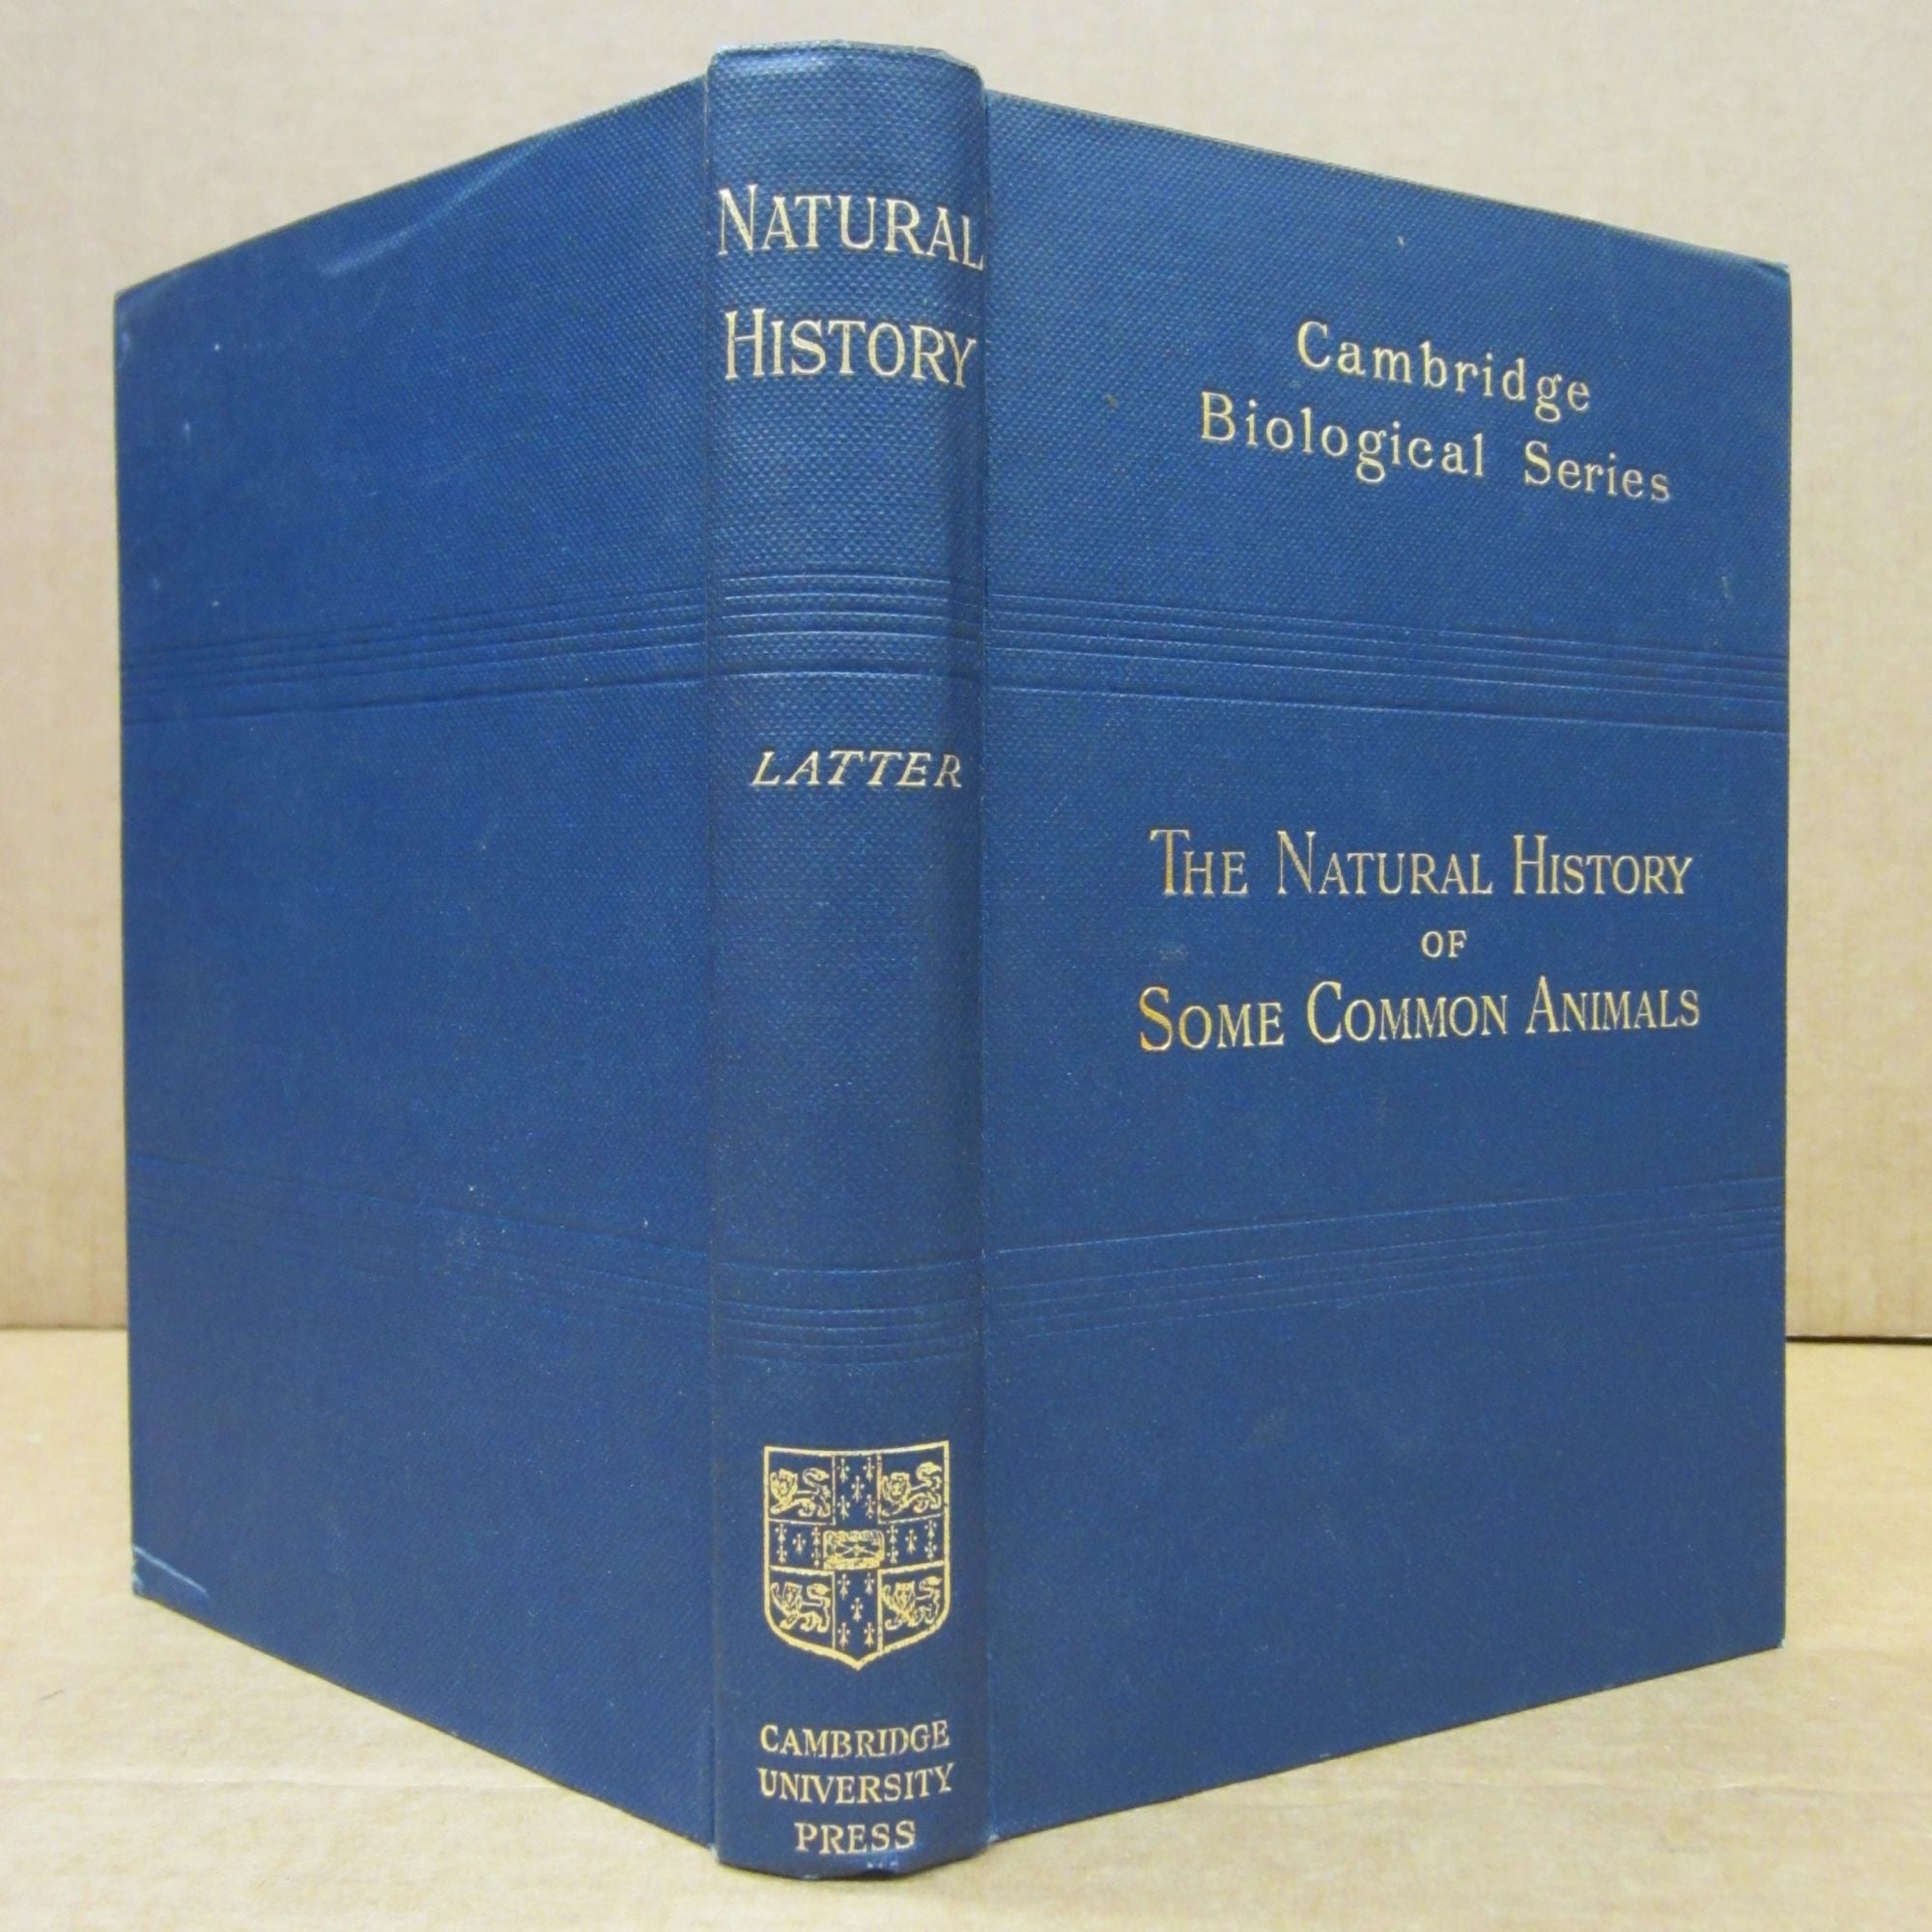 NATURAL
HISTORY
LATTER
CAMBRIDGE
UNIVERSITY
PRESS
Cambridge
Biological Series
THE NATURAL HISTORY
OF
SOME COMMON ANIMALS